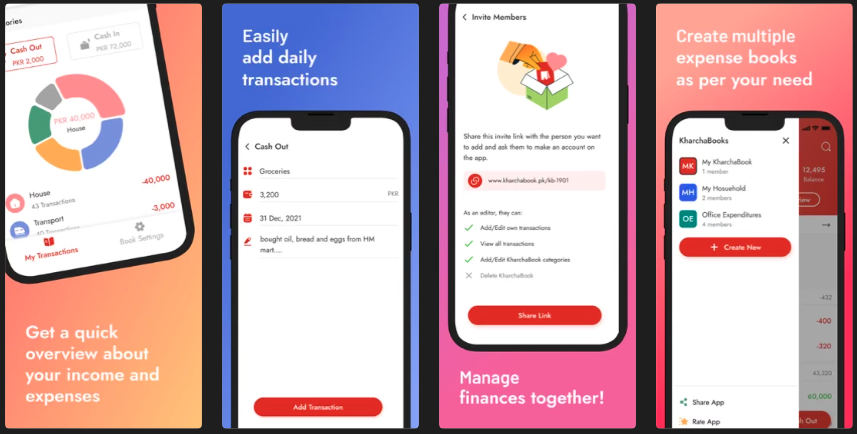 Cash Out
PKR 2,000
Cash In
PKR 73,000
PKR 40,000
House
House
43 Transactions
-40,000
Transport
-3,000
My Transactions
Book Settings
Get a quick
overview about
your income and
expenses
Easily
add daily
transactions
Cash Out
Groceries
3,200
PKR
31 Dec, 2021
bought oil, bread and eggs from HM
mart.....
Add Transaction
Invite Members
Share this invite link with the person you want
to add and ask them to make an account on
the app.
www.kharchabook.pk/kb-1901
As an editor, they can:
Add/Edit own transactions
View all transactions
Add/Edit KharchaBook categories
Delete KharchaBook
Share Link
Manage
finances together!
Create multiple
expense books
as per your need
KharchaBooks
MK
My KharchaBook
1 member
MH
My Hosuehold
2 members
OE
Office Expenditures
4 members
Create New
12,495
Balance
-432
-400
-320
43,320
60,000
Share App
Rate App